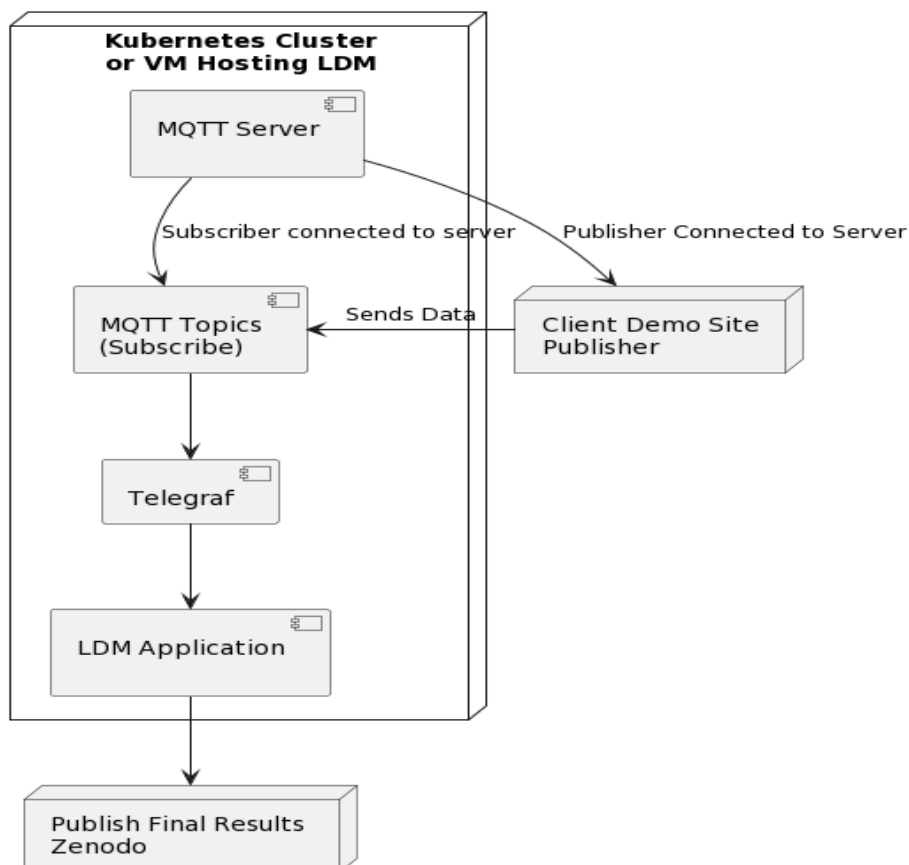 Kubernetes Cluster
or VM Hosting LDM
MQTT Server
Subscriber connected to server
Publisher Connected to Server
MQTT Topics
(Subscribe)
Sends Data
Client Demo Site
Publisher
Telegraf
LDM Application
Publish Final Results
Zenodo